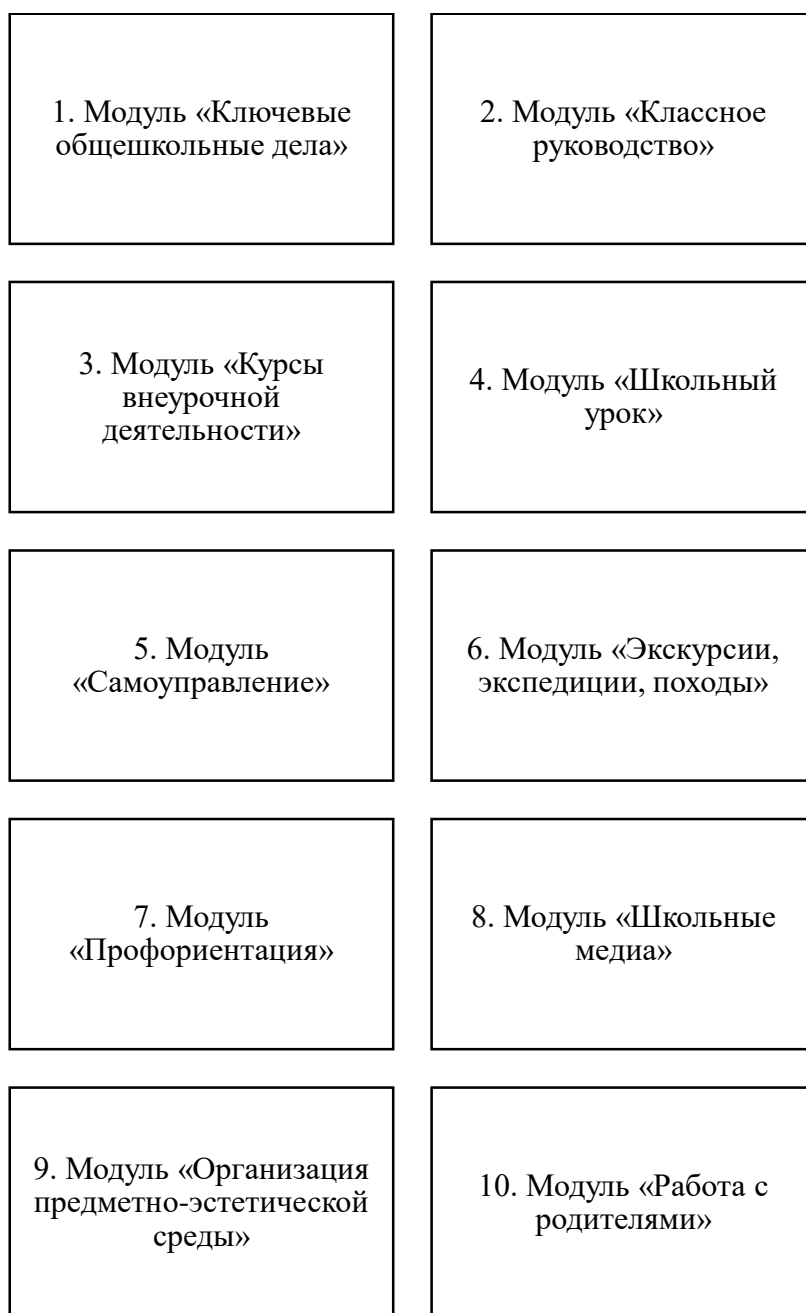 1. Модуль «Ключевые
общешкольные дела»
2. Модуль «Классное
руководство»
3. Модуль «Курсы
внеурочной
деятельности»
4. Модуль «Школьный
урок»
5. Модуль
«Самоуправление»
6. Модуль «Экскурсии,
экспедиции, походы»
7. Модуль
«Профориентация»
8. Модуль «Школьные
медиа»
9. Модуль «Организация
предметно-эстетической
среды»
10. Модуль «Работа с
родителями»